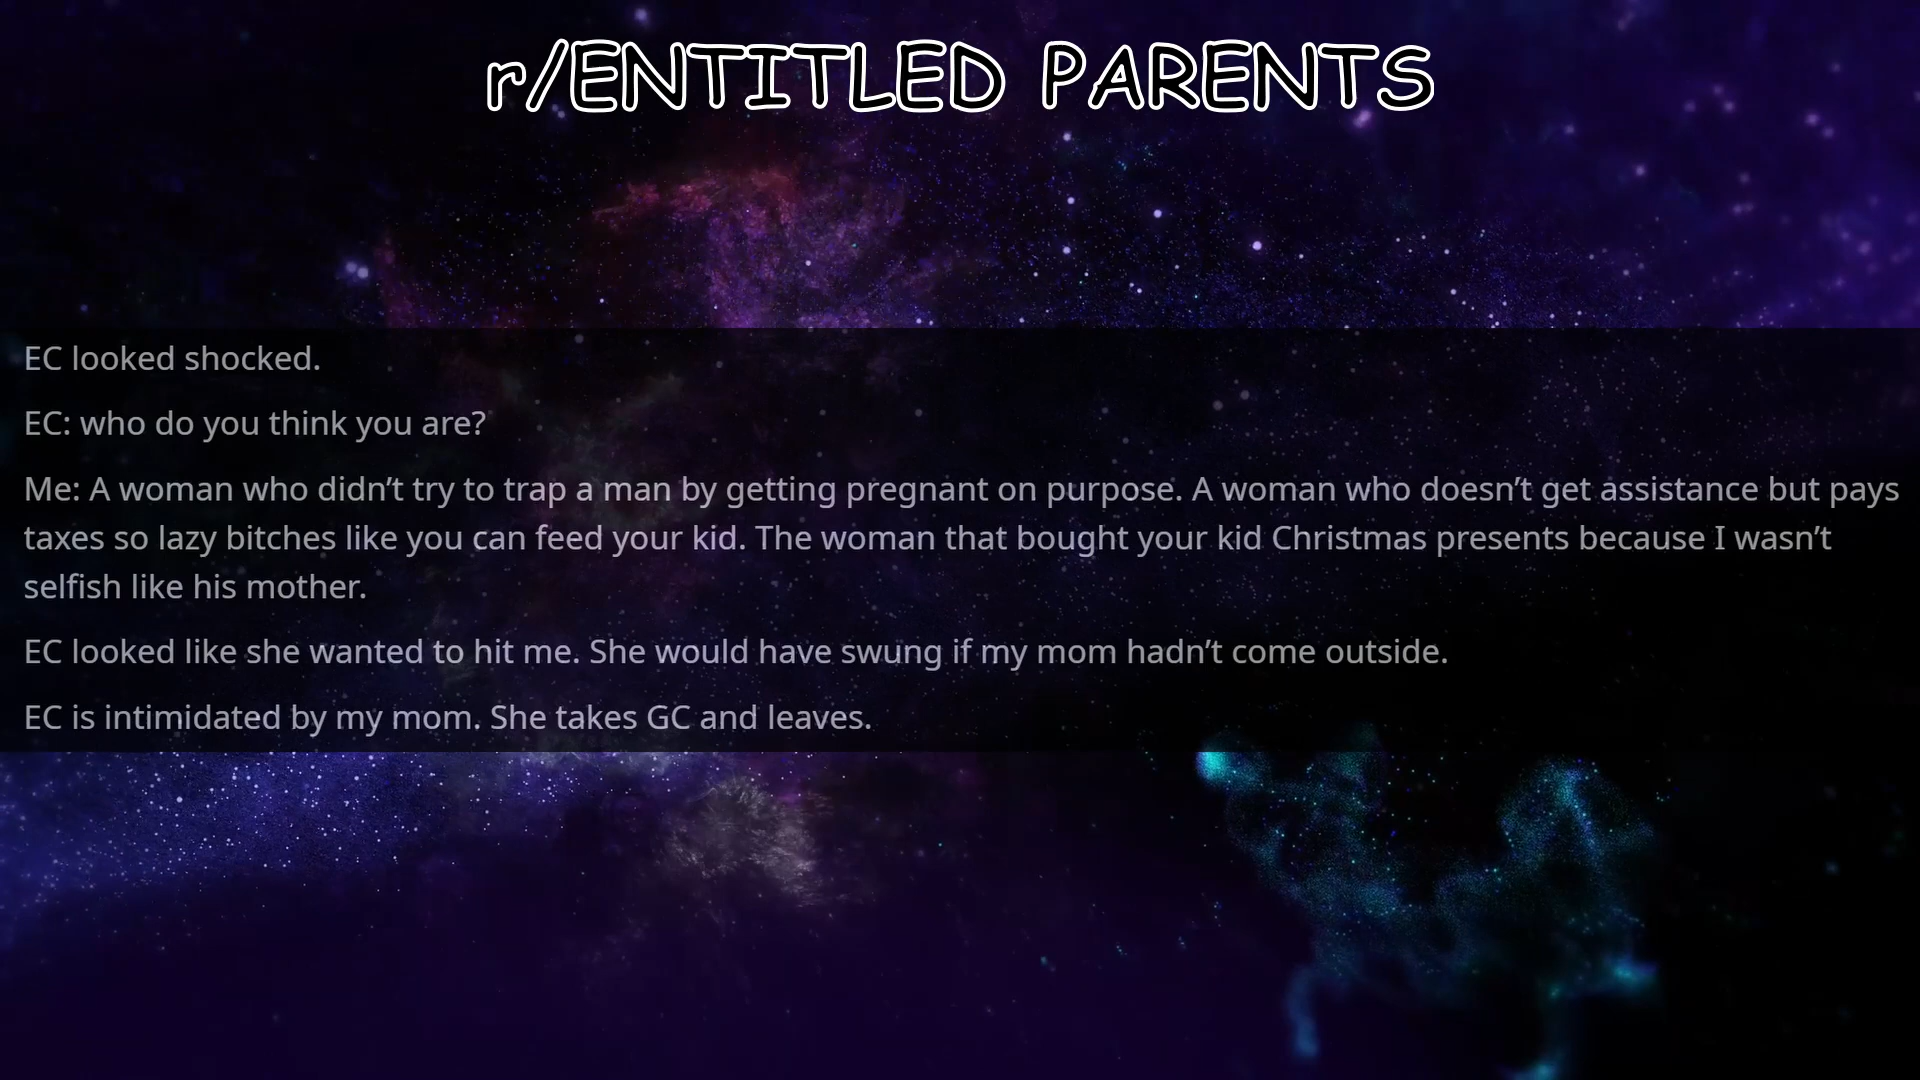 r/ENTITLED PARENTS
EC looked shocked.
EC: who do you think you are?
Me: A woman who didn’t try to trap a man by getting pregnant on purpose. A woman who doesn’t get assistance but pays
taxes so lazy bitches like you can feed your kid. The woman that bought your kid Christmas presents because I wasn’t
selfish like his mother.
EC looked like she wanted to hit me. She would have swung if my mom hadn’t come outside.
EC is intimidated by my mom. She takes GC and leaves.